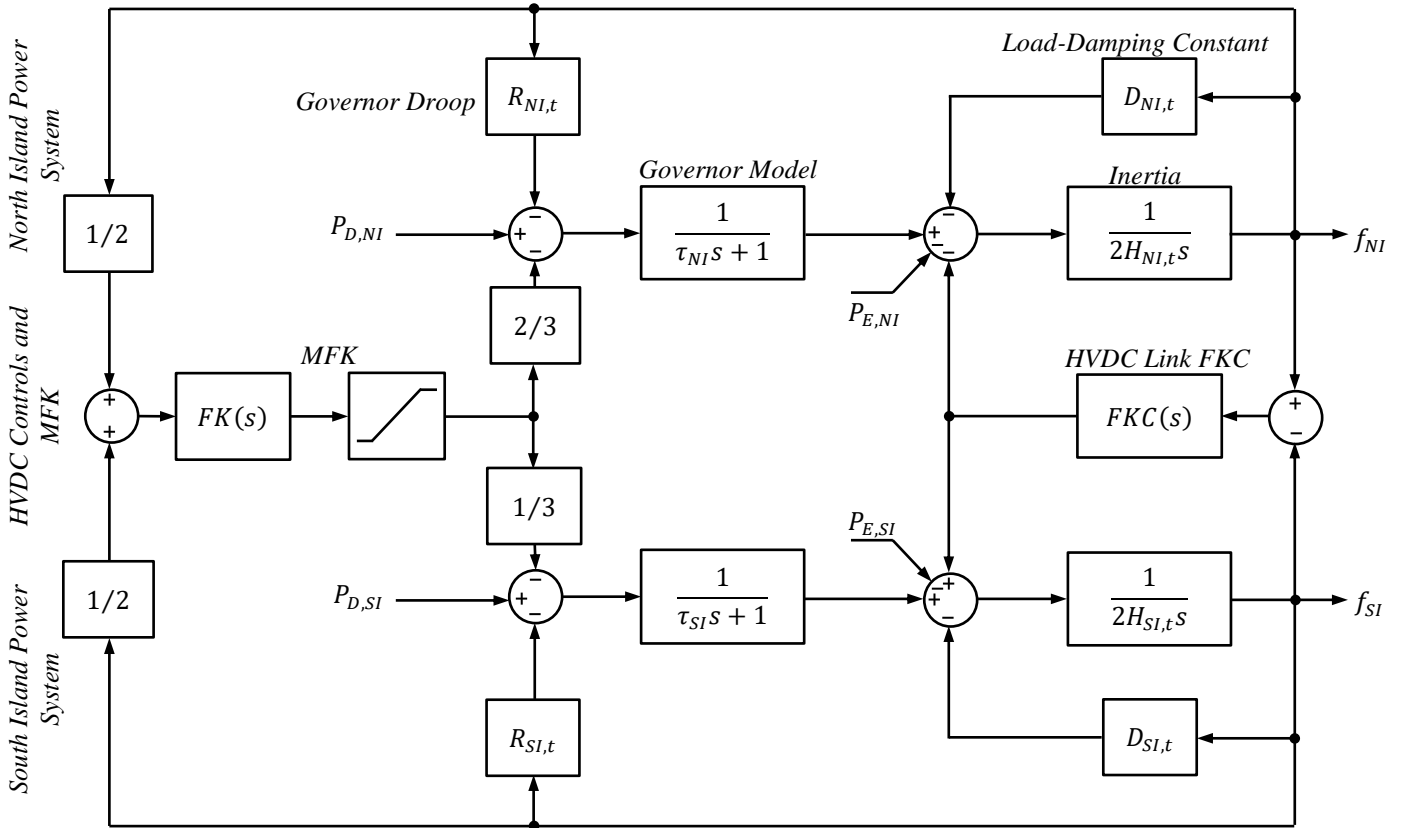 North Island Power
System
HVDC Controls and
MFK
South Island Power
System
Load-Damping Constant
Governor Droop
R_{NI,t}
D_{NI,t}
Governor Model
Inertia
1/2
P_{D,NI}
+
−
−
1
τ_{NI}s + 1
−
+
−
−
1
2H_{NI,t}s
f_{NI}
P_{E,NI}
2/3
MFK
HVDC Link FKC
+
+
FK(s)
FKC(s)
+
−
1/3
P_{E,SI}
1/2
P_{D,SI}
−
+
−
1
τ_{SI}s + 1
−
+
+
−
1
2H_{SI,t}s
f_{SI}
R_{SI,t}
D_{SI,t}